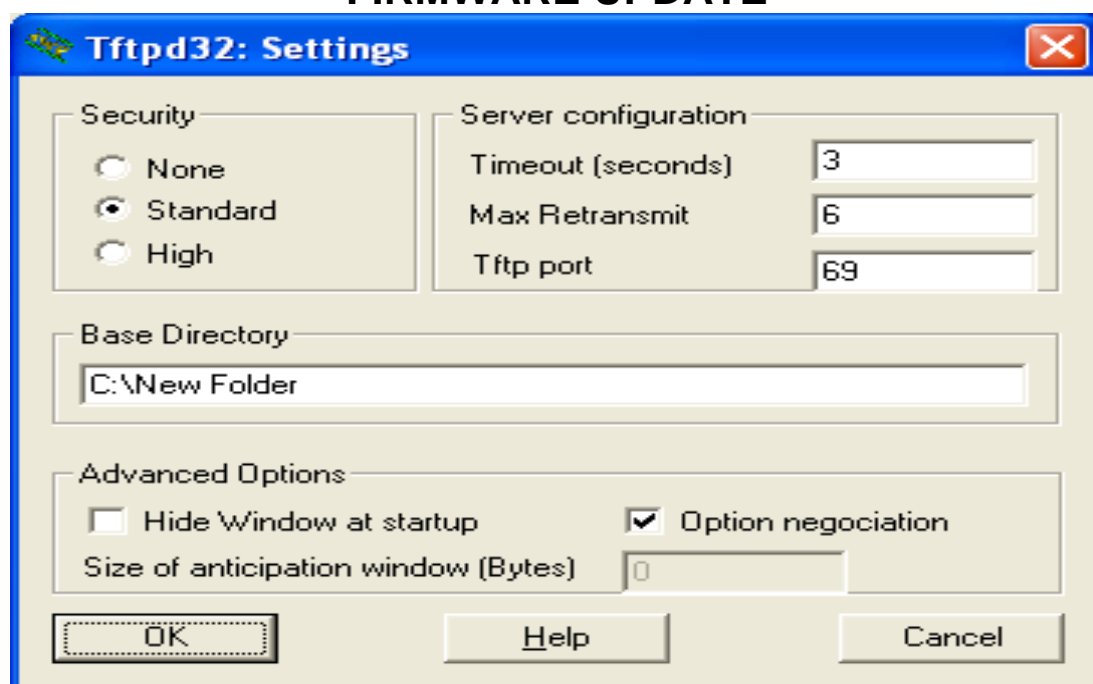 FIRMWARE UPDATE
Tftpd32: Settings
Security
None
Standard
High
Server configuration
Timeout (seconds) 3
Max Retransmit 6
Tftp port 69
Base Directory
C:\New Folder
Advanced Options
Hide Window at startup
Option negociation
Size of anticipation window (Bytes) 0
OK Help Cancel